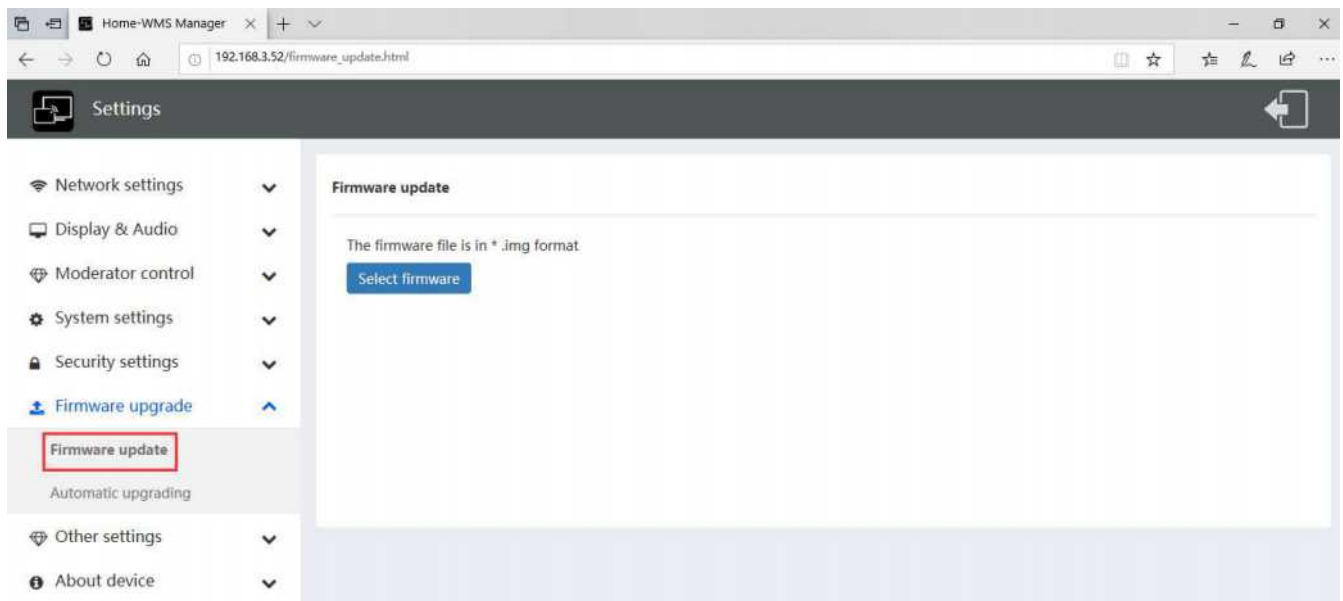 Home-WMS Manager
192.168.3.52/firmware_update.html
Settings
Network settings
Display & Audio
Moderator control
System settings
Security settings
Firmware upgrade
Firmware update
Automatic upgrading
Other settings
About device
Firmware update
The firmware file is in * .img format
Select firmware